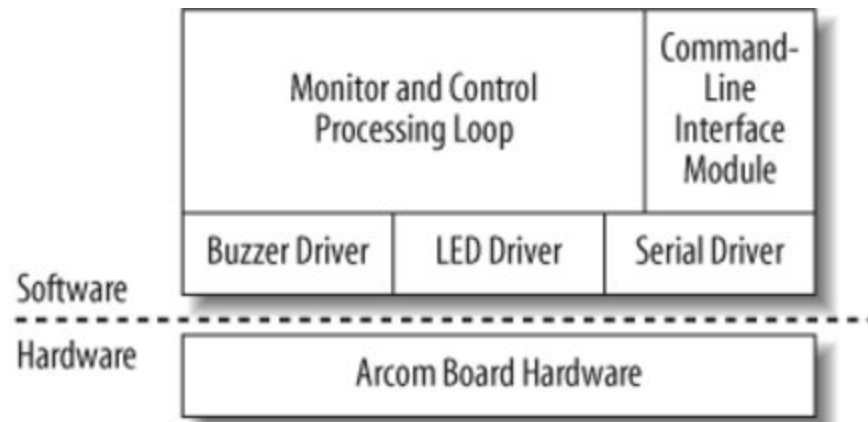 Monitor and Control
Processing Loop
Command-
Line
Interface
Module
Buzzer Driver
LED Driver
Serial Driver
Software
Hardware
Arcom Board Hardware